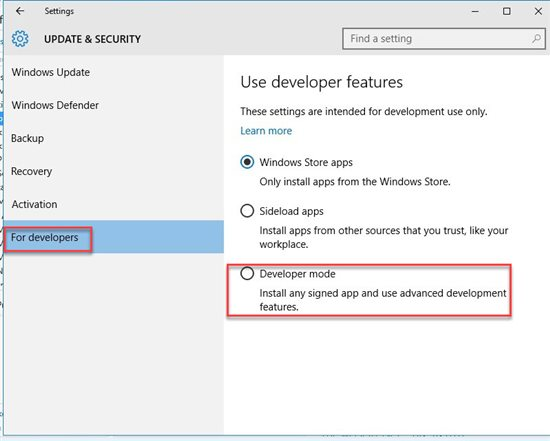 Settings
UPDATE & SECURITY
Find a setting
Windows Update
Windows Defender
Backup
Recovery
Activation
For developers
Use developer features
These settings are intended for development use only.
Learn more
Windows Store apps
Only install apps from the Windows Store.
Sideload apps
Install apps from other sources that you trust, like your
workplace.
Developer mode
Install any signed app and use advanced development
features.